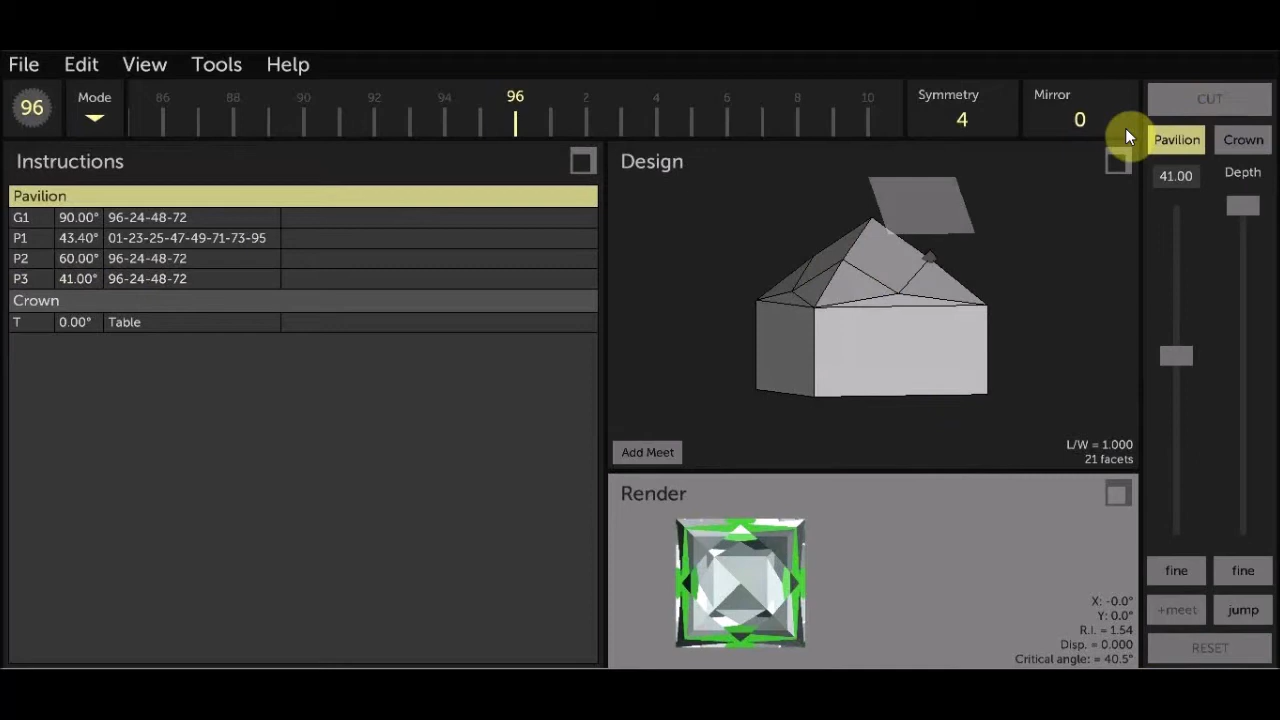 File Edit View Tools Help
96 Mode 86 88 90 92 94 96 2 4 6 8 10 Symmetry 4 Mirror 0 CUT
Pavilion Crown
Instructions
Pavilion
G1 90.00° 96-24-48-72
P1 43.40° 01-23-25-47-49-71-73-95
P2 60.00° 96-24-48-72
P3 41.00° 96-24-48-72
Crown
T 0.00° Table
Design
Add Meet
L/W = 1.000
21 facets
Render
X: -0.0°
Y: 0.0°
R.I. = 1.54
Disp. = 0.000
Critical angle: = 40.5°
41.00 Depth
fine fine
+meet jump
RESET